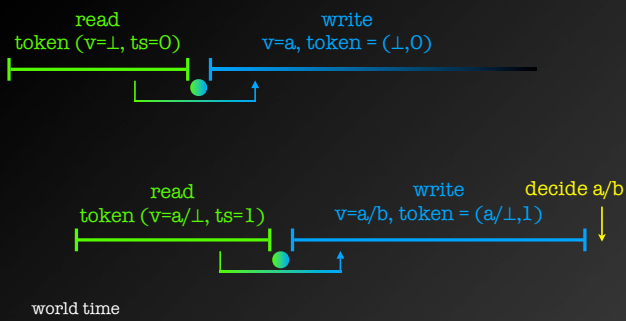 read
token (v=⊥, ts=0)
write
v=a, token = (⊥,0)
read
token (v=a/⊥, ts=1)
write
v=a/b, token = (a/⊥,1)
decide a/b
world time